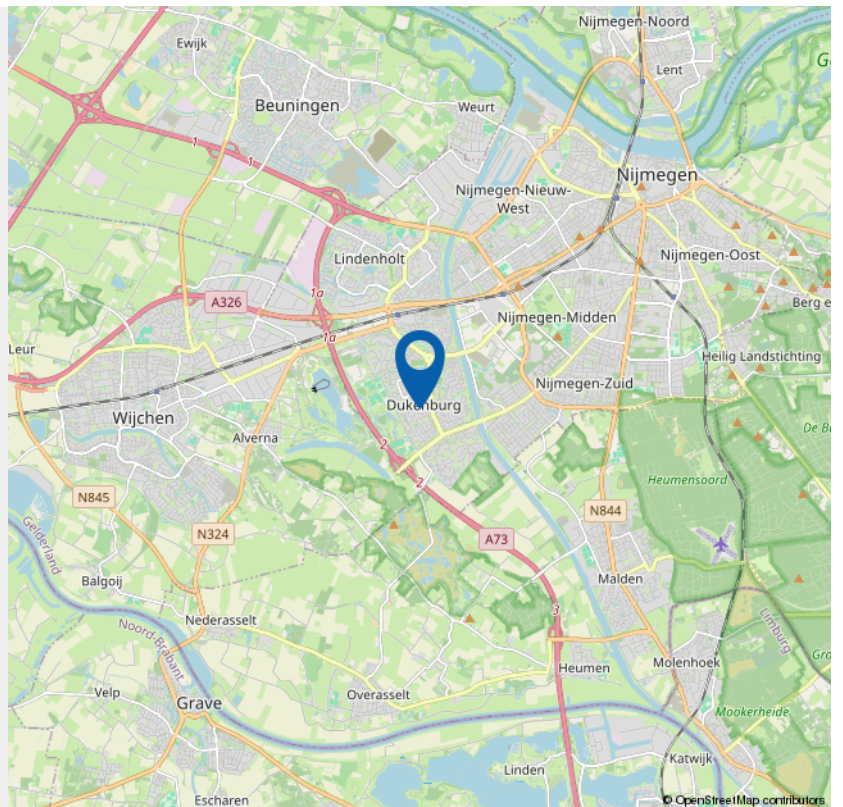 Nijmegen-Noord
Ewijk
Lent
Beuningen
Weurt
1
1
Nijmegen
Nijmegen-Nieuw-
West
Nijmegen-Oost
Lindenholt
1a
A326
Berg e
Nijmegen-Midden
1a
Leur
Heilig Landstichting
Nijmegen-Zuid
Dukenburg
Wijchen
De Be
Alverna
2
2
Heumensoord
N845
N844
Gelderland
N324
A73
Balgoij
Malden
3
Limburg
Nederasselt
Noord-Brabant
Gro
Molenhoek
Heumen
Velp
Overasselt
Grave
Mookerheide
Katwijk
Linden
Escharen
© OpenStreetMap contributors